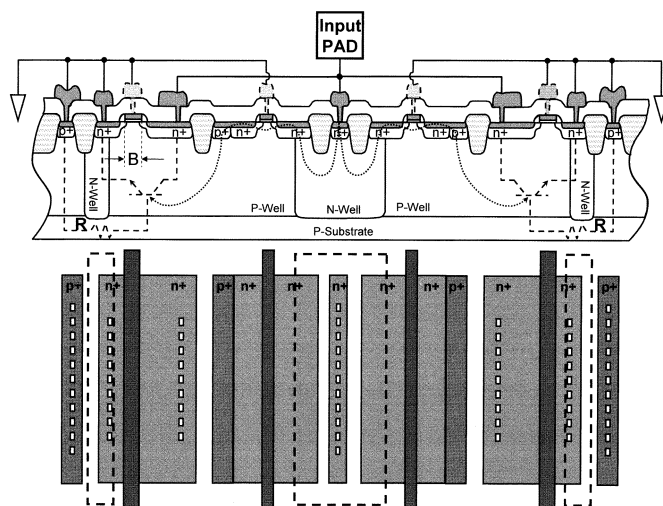 Input
PAD
p+ n+ n+ p+ n+ n+ n+ n+ n+ p+ n+ n+ p+
B
N-Well
N-Well
R
R
P-Well N-Well P-Well
P-Substrate
p+ n+ n+ p+ n+ n+ n+ n+ n+ p+ n+ n+ p+